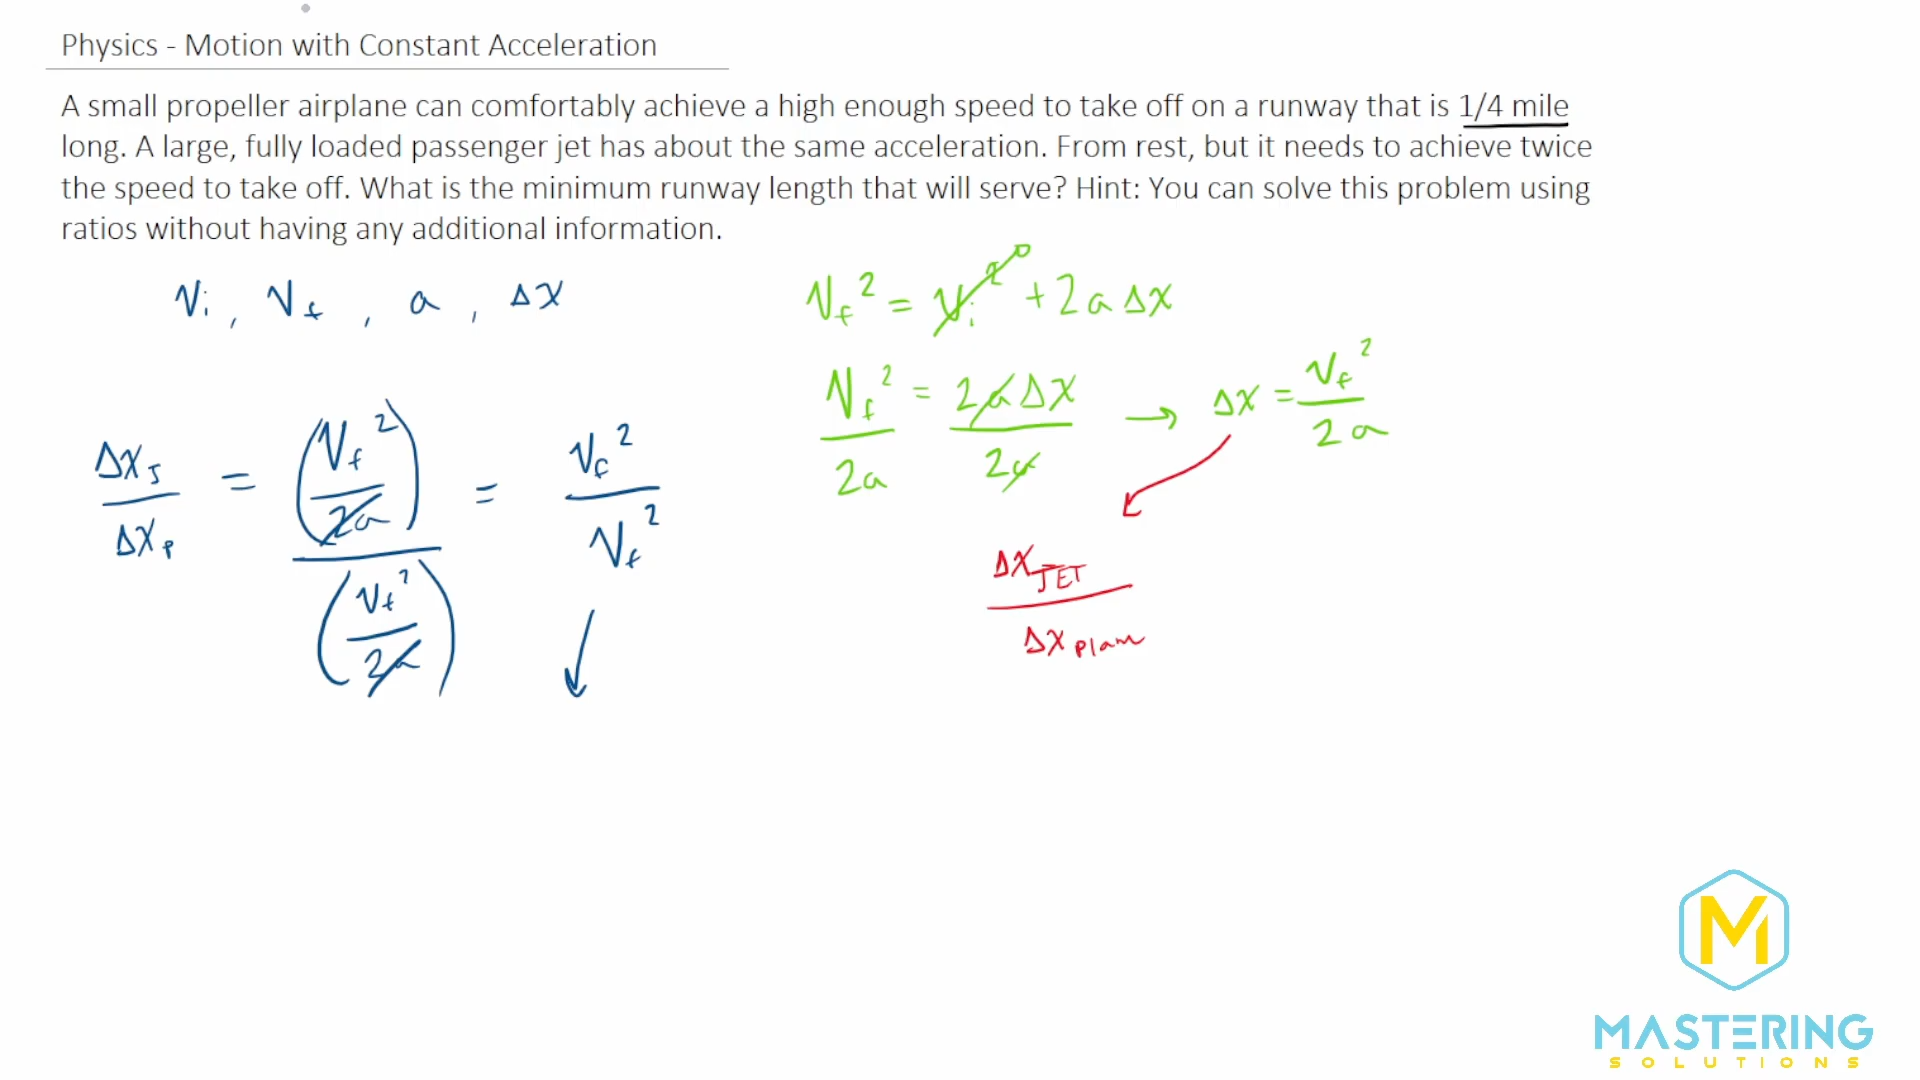 Physics - Motion with Constant Acceleration
A small propeller airplane can comfortably achieve a high enough speed to take off on a runway that is 1/4 mile
long. A large, fully loaded passenger jet has about the same acceleration. From rest, but it needs to achieve twice
the speed to take off. What is the minimum runway length that will serve? Hint: You can solve this problem using
ratios without having any additional information.
Vi, Vf, a, Δx
Vf² = Vi²→0 + 2aΔx
Vf²/2a = 2aΔx/2a → Δx = Vf²/2a
ΔxJ/ΔxP = (Vf²/2a)/(Vf²/2a) = Vf²/Vf²
ΔxJET/Δx Plane
MASTERING
SOLUTIONS